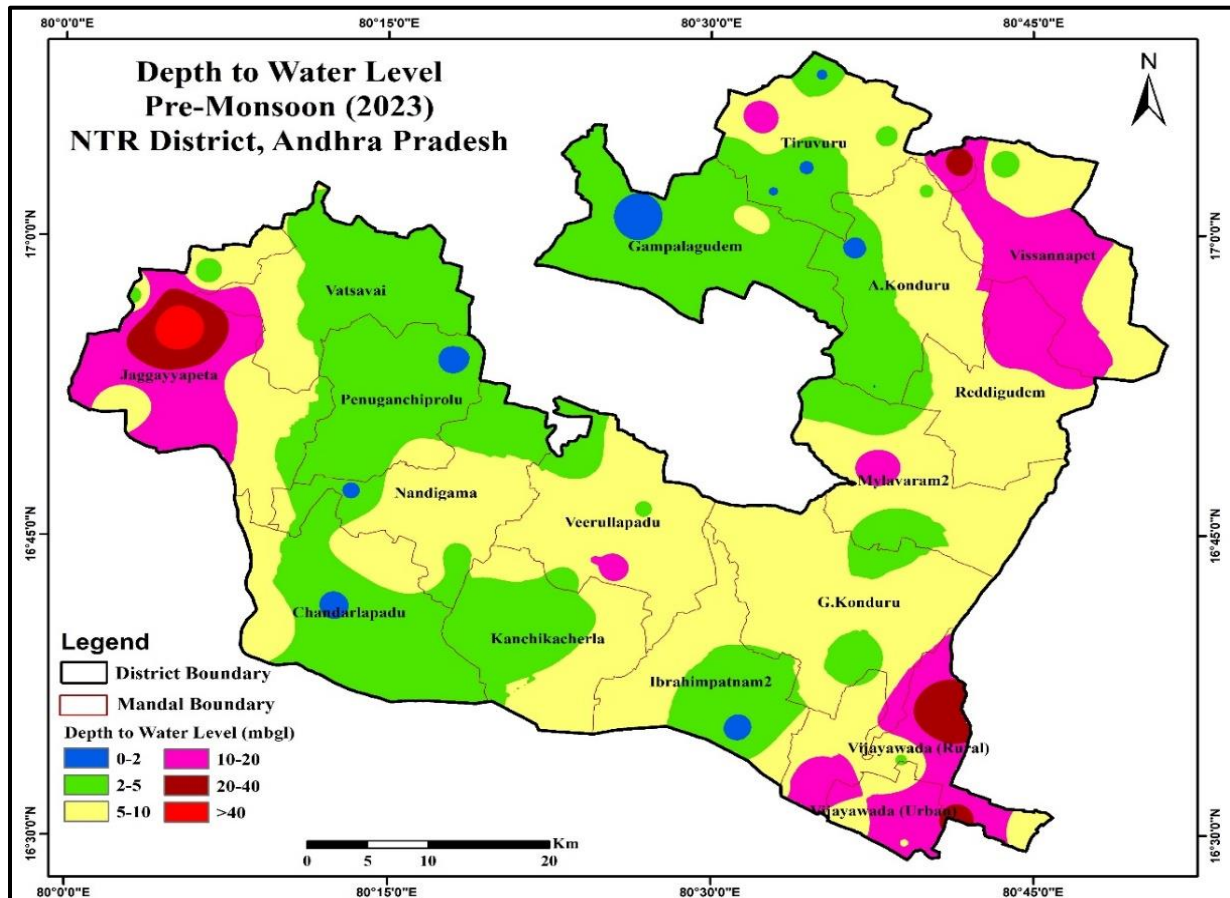 80°0'0"E 80°15'0"E 80°30'0"E 80°45'0"E
Depth to Water Level
Pre-Monsoon (2023)
NTR District, Andhra Pradesh
N
17°0'0"N
17°0'0"N
16°45'0"N
16°45'0"N
16°30'0"N
16°30'0"N
Tiruvuru
Gampalagudem
Vissannapet
A.Konduru
Vatsavai
Jaggayyapeta
Penuganchiprolu
Reddigudem
Mylavaram2
Nandigama
Veerullapadu
G.Konduru
Chandarlapadu
Kanchikacherla
Ibrahimpatnam2
Vijayawada (Rural)
Vijayawada (Urban)
Legend
District Boundary
Mandal Boundary
Depth to Water Level (mbgl)
0-2 10-20
2-5 20-40
5-10 >40
Km
0 5 10 20
80°0'0"E 80°15'0"E 80°30'0"E 80°45'0"E